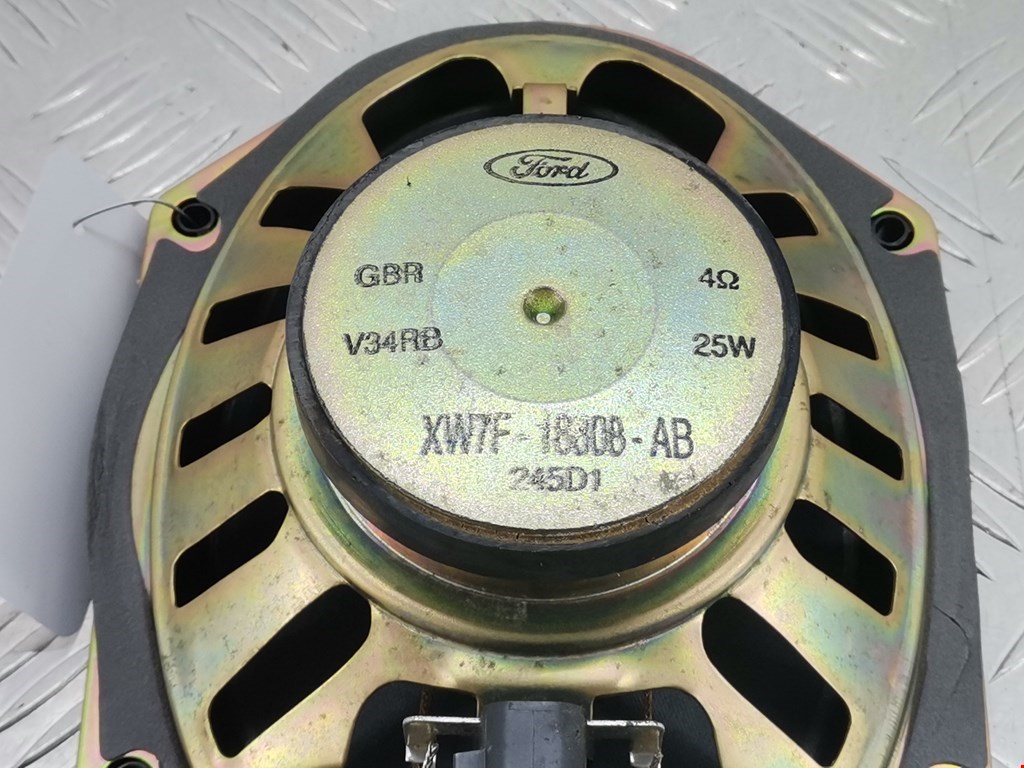 Ford
GBR 4Ω
V34RB 25W
XW7F-18808-AB
245D1